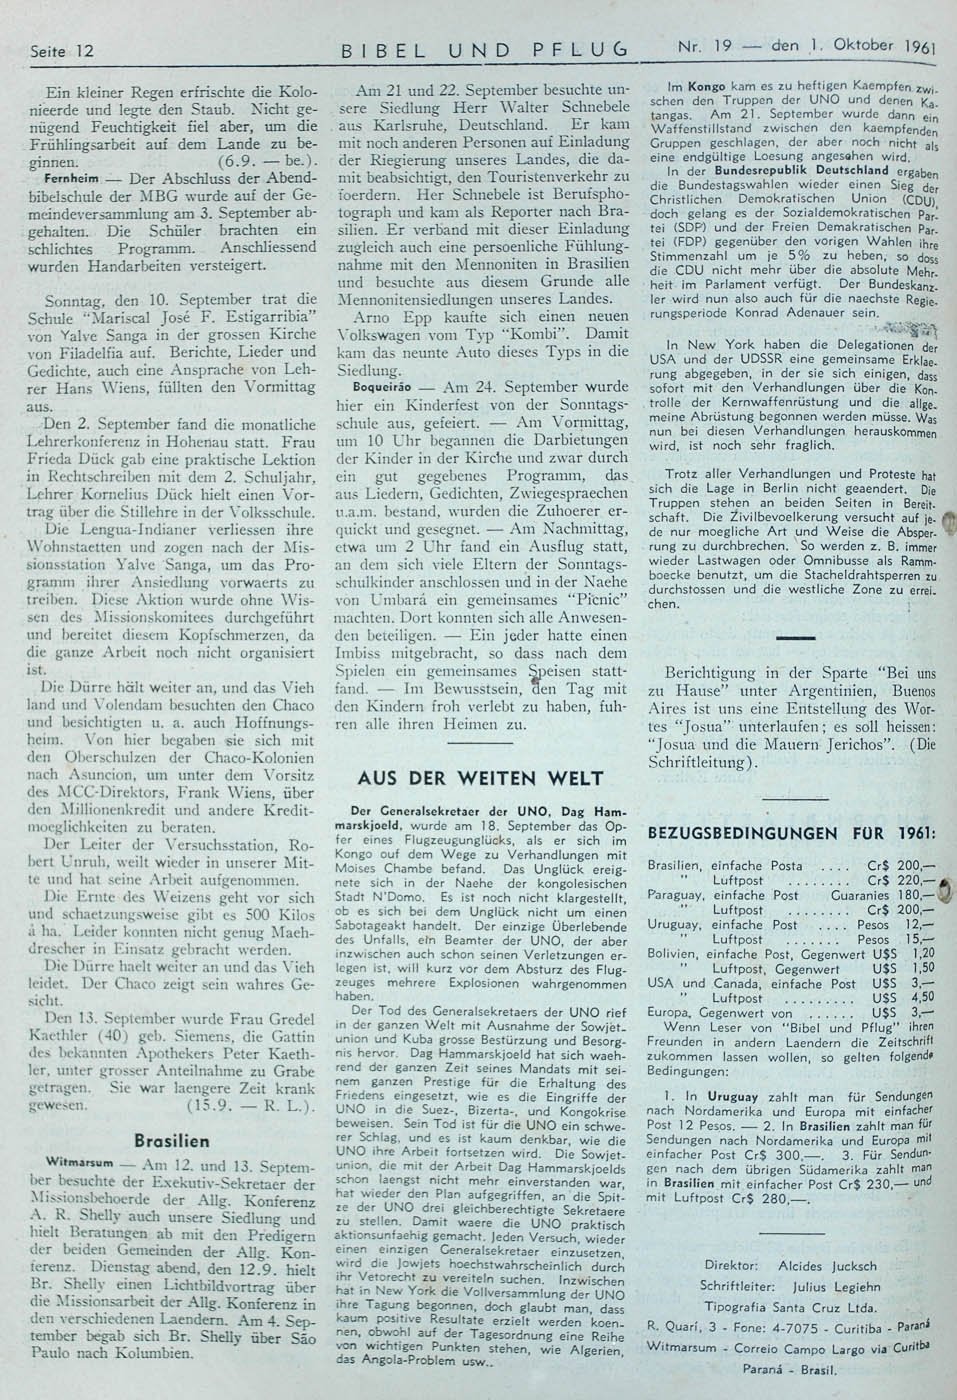 Seite 12
BIBEL UND PFLUG
Nr. 19 — den 1. Oktober 1961
Ein kleiner Regen erfrischte die Kolo-
nieerde und legte den Staub. Nicht ge-
nügend Feuchtigkeit fiel aber, um die
Frühlingsarbeit auf dem Lande zu be-
ginnen. (6.9. — be.).
Fernheim — Der Abschluss der Abend-
bibelschule der MBG wurde auf der Ge-
meindeversammlung am 3. September ab-
gehalten. Die Schüler brachten ein
schlichtes Programm. Anschliessend
wurden Handarbeiten versteigert.
Sonntag, den 10. September trat die
Schule “Mariscal José F. Estigarribia”
von Yalve Sanga in der grossen Kirche
von Filadelfia auf. Berichte, Lieder und
Gedichte, auch eine Ansprache von Leh-
rer Hans Wiens, füllten den Vormittag
aus.
Den 2. September fand die monatliche
Lehrerkonferenz in Hohenau statt. Frau
Frieda Dück gab eine praktische Lektion
in Rechtschreiben mit dem 2. Schuljahr,
Lehrer Kornelius Dück hielt einen Vor-
trag über die Stillehre in der Volksschule.
Die Lengua-Indianer verliessen ihre
Wohnstaetten und zogen nach der Mis-
sionsstation Yalve Sanga, um das Pro-
gramm ihrer Ansiedlung vorwaerts zu
treiben. Diese Aktion wurde ohne Wis-
sen des Missionskomitees durchgeführt
und bereitet diesem Kopfschmerzen, da
die ganze Arbeit noch nicht organisiert
ist.
Die Dürre hält weiter an, und das Vieh
land und Volendam besuchten den Chaco
und besichtigten u. a. auch Hoffnungs-
heim. Von hier begaben sie sich mit
den Oberschulzen der Chaco-Kolonien
nach Asuncion, um unter dem Vorsitz
des MCC-Direktors, Frank Wiens, über
den Millionenkredit und andere Kredit-
moeglichkeiten zu beraten.
Der Leiter der Versuchsstation, Ro-
bert Unruh, weilt wieder in unserer Mit-
te und hat seine Arbeit aufgenommen.
Die Ernte des Weizens geht vor sich
und schaetzungsweise gibt es 500 Kilos
á ha. Leider konnten nicht genug Maeh-
drescher in Einsatz gebracht werden.
Die Dürre haelt weiter an und das Vieh
leidet. Der Chaco zeigt sein wahres Ge-
sicht.
Den 13. September wurde Frau Gredel
Kaethler (40) geb. Siemens, die Gattin
des bekannten Apothekers Peter Kaeth-
ler, unter grosser Anteilnahme zu Grabe
getragen. Sie war laengere Zeit krank
gewesen. (15.9. — R. L.).
Brasilien
Witmarsum — Am 12. und 13. Septem-
ber besuchte der Exekutiv-Sekretaer der
Missionsbehoerde der Allg. Konferenz
A. R. Shelly auch unsere Siedlung und
hielt Beratungen ab mit den Predigern
der beiden Gemeinden der Allg. Kon-
ferenz. Dienstag abend, den 12.9. hielt
Br. Shelly einen Lichtbildvortrag über
die Missionsarbeit der Allg. Konferenz in
den verschiedenen Laendern. Am 4. Sep-
tember begab sich Br. Shelly über São
Paulo nach Kolumbien.
Am 21 und 22. September besuchte un-
sere Siedlung Herr Walter Schnebele
aus Karlsruhe, Deutschland. Er kam
mit noch anderen Personen auf Einladung
der Riegierung unseres Landes, die da-
mit beabsichtigt, den Touristenverkehr zu
foerdern. Her Schnebele ist Berufspho-
tograph und kam als Reporter nach Bra-
silien. Er verband mit dieser Einladung
zugleich auch eine persoenliche Fühlung-
nahme mit den Mennoniten in Brasilien
und besuchte aus diesem Grunde alle
Mennonitensiedlungen unseres Landes.
Arno Epp kaufte sich einen neuen
Volkswagen vom Typ “Kombi”. Damit
kam das neunte Auto dieses Typs in die
Siedlung.
Boqueirão — Am 24. September wurde
hier ein Kinderfest von der Sonntags-
schule aus, gefeiert. — Am Vormittag,
um 10 Uhr begannen die Darbietungen
der Kinder in der Kirche und zwar durch
ein gut gegebenes Programm, das
aus Liedern, Gedichten, Zwiegespraechen
u.a.m. bestand, wurden die Zuhoerer er-
quickt und gesegnet. — Am Nachmittag,
etwa um 2 Uhr fand ein Ausflug statt,
an dem sich viele Eltern der Sonntags-
schulkinder anschlossen und in der Naehe
von Umbará ein gemeinsames “Picnic”
machten. Dort konnten sich alle Anwesen-
den beteiligen. — Ein jeder hatte einen
Imbiss mitgebracht, so dass nach dem
Spielen ein gemeinsames Speisen statt-
fand. — Im Bewusstsein, den Tag mit
den Kindern froh verlebt zu haben, fuh-
ren alle ihren Heimen zu.
AUS DER WEITEN WELT
Der Generalsekretaer der UNO, Dag Ham-
marskjoeld, wurde am 18. September das Op-
fer eines Flugzeugunglücks, als er sich im
Kongo ouf dem Wege zu Verhandlungen mit
Moises Chambe befand. Das Unglück ereig-
nete sich in der Naehe der kongolesischen
Stadt N'Domo. Es ist noch nicht klargestellt,
ob es sich bei dem Unglück nicht um einen
Sabotageakt handelt. Der einzige Überlebende
des Unfalls, ein Beamter der UNO, der aber
inzwischen auch schon seinen Verletzungen er-
legen ist, will kurz vor dem Absturz des Flug-
zeuges mehrere Explosionen wahrgenommen
haben.
Der Tod des Generalsekretaers der UNO rief
in der ganzen Welt mit Ausnahme der Sowjet-
union und Kuba grosse Bestürzung und Besorg-
nis hervor. Dag Hammarskjoeld hat sich waeh-
rend der ganzen Zeit seines Mandats mit sei-
nem ganzen Prestige für die Erhaltung des
Friedens eingesetzt, wie es die Eingriffe der
UNO in die Suez-, Bizerta-, und Kongokrise
beweisen. Sein Tod ist für die UNO ein schwe-
rer Schlag, und es ist kaum denkbar, wie die
UNO ihre Arbeit fortsetzen wird. Die Sowjet-
union, die mit der Arbeit Dag Hammarskjoelds
schon laengst nicht mehr einverstanden war,
hat wieder den Plan aufgegriffen, an die Spit-
ze der UNO drei gleichberechtigte Sekretaere
zu stellen. Damit waere die UNO praktisch
aktionsunfaehig gemacht. Jeden Versuch, wieder
einen einzigen Generalsekretaer einzusetzen,
wird die Jowjets hoechstwahrscheinlich durch
ihr Vetorecht zu vereiteln suchen. Inzwischen
hat in New York die Vollversammlung der UNO
ihre Tagung begonnen, doch glaubt man, dass
kaum positive Resultate erzielt werden koen-
nen, obwohl auf der Tagesordnung eine Reihe
von wichtigen Punkten stehen, wie Algerien,
das Angola-Problem usw..
Im Kongo kam es zu heftigen Kaempfen zwi-
schen den Truppen der UNO und denen Ka-
tangas. Am 21. September wurde dann ein
Waffenstillstand zwischen den kaempfenden
Gruppen geschlagen, der aber noch nicht als
eine endgültige Loesung angesehen wird.
In der Bundesrepublik Deutschland ergaben
die Bundestagswahlen wieder einen Sieg der
Christlichen Demokratischen Union (CDU),
doch gelang es der Sozialdemokratischen Par-
tei (SDP) und der Freien Demakratischen Par-
tei (FDP) gegenüber den vorigen Wahlen ihre
Stimmenzahl um je 5% zu heben, so doss
die CDU nicht mehr über die absolute Mehr-
heit im Parlament verfügt. Der Bundeskanz-
ler wird nun also auch für die naechste Regie-
rungsperiode Konrad Adenauer sein.
In New York haben die Delegationen der
USA und der UDSSR eine gemeinsame Erklae-
rung abgegeben, in der sie sich einigen, dass
sofort mit den Verhandlungen über die Kon-
trolle der Kernwaffenrüstung und die allge-
meine Abrüstung begonnen werden müsse. Was
nun bei diesen Verhandlungen herauskommen
wird, ist noch sehr fraglich.
Trotz aller Verhandlungen und Proteste hat
sich die Lage in Berlin nicht geaendert. Die
Truppen stehen an beiden Seiten in Bereit-
schaft. Die Zivilbevoelkerung versucht auf je-
de nur moegliche Art und Weise die Absper-
rung zu durchbrechen. So werden z. B. immer
wieder Lastwagen oder Omnibusse als Ramm-
boecke benutzt, um die Stacheldrahtsperren zu
durchstossen und die westliche Zone zu errei-
chen.
Berichtigung in der Sparte “Bei uns
zu Hause” unter Argentinien, Buenos
Aires ist uns eine Entstellung des Wor-
tes “Josua” unterlaufen; es soll heissen:
“Josua und die Mauern Jerichos”. (Die
Schriftleitung).
BEZUGSBEDINGUNGEN FÜR 1961:
Brasilien, einfache Posta .... Cr$ 200,—
" Luftpost ........ Cr$ 220,—
Paraguay, einfache Post Guaranies 180,—
" Luftpost ........ Cr$ 200,—
Uruguay, einfache Post .... Pesos 12,—
" Luftpost ....... Pesos 15,—
Bolivien, einfache Post, Gegenwert U$S 1,20
" Luftpost, Gegenwert U$S 1,50
USA und Canada, einfache Post U$S 3,—
" Luftpost ......... U$S 4,50
Europa, Gegenwert von ...... U$S 3,—
Wenn Leser von “Bibel und Pflug” ihren
Freunden in andern Laendern die Zeitschrift
zukommen lassen wollen, so gelten folgende
Bedingungen:
1. In Uruguay zahlt man für Sendungen
nach Nordamerika und Europa mit einfacher
Post 12 Pesos. — 2. In Brasilien zahlt man für
Sendungen nach Nordamerika und Europa mit
einfacher Post Cr$ 300,—. 3. Für Sendun-
gen nach dem übrigen Südamerika zahlt man
in Brasilien mit einfacher Post Cr$ 230,— und
mit Luftpost Cr$ 280,—.
Direktor: Alcides Jucksch
Schriftleiter: Julius Legiehn
Tipografia Santa Cruz Ltda.
R. Quarí, 3 - Fone: 4-7075 - Curitiba - Paraná
Witmarsum - Correio Campo Largo via Curitba
Paraná - Brasil.